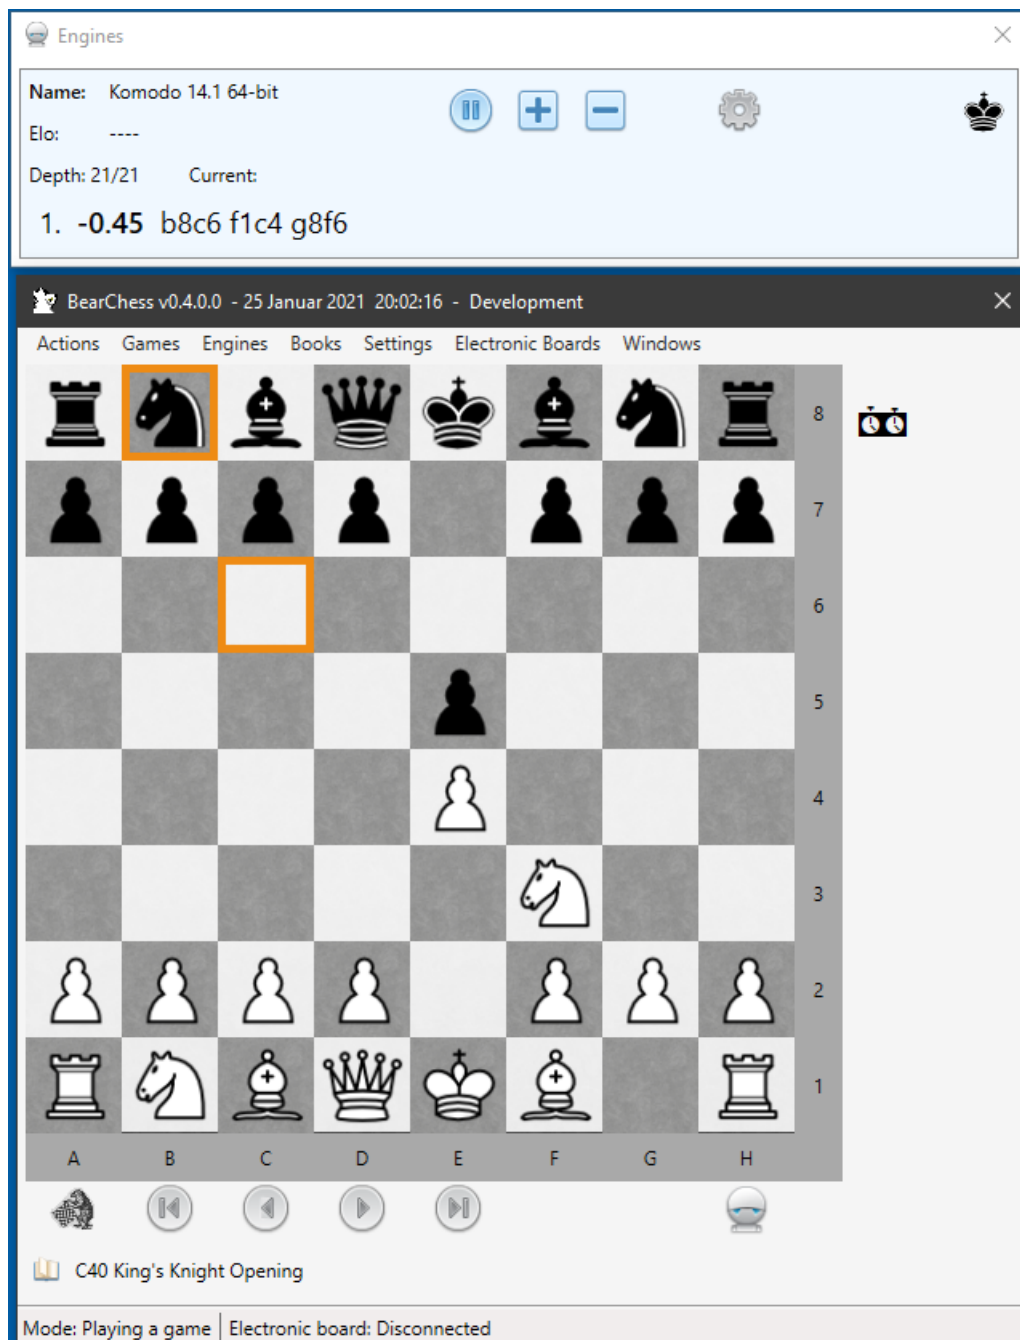 Engines
Name: Komodo 14.1 64-bit
Elo: ----
Depth: 21/21 Current:
1. -0.45 b8c6 f1c4 g8f6
BearChess v0.4.0.0 - 25 Januar 2021 20:02:16 - Development
Actions Games Engines Books Settings Electronic Boards Windows
8
7
6
5
4
3
2
1
A B C D E F G H
C40 King's Knight Opening
Mode: Playing a game Electronic board: Disconnected